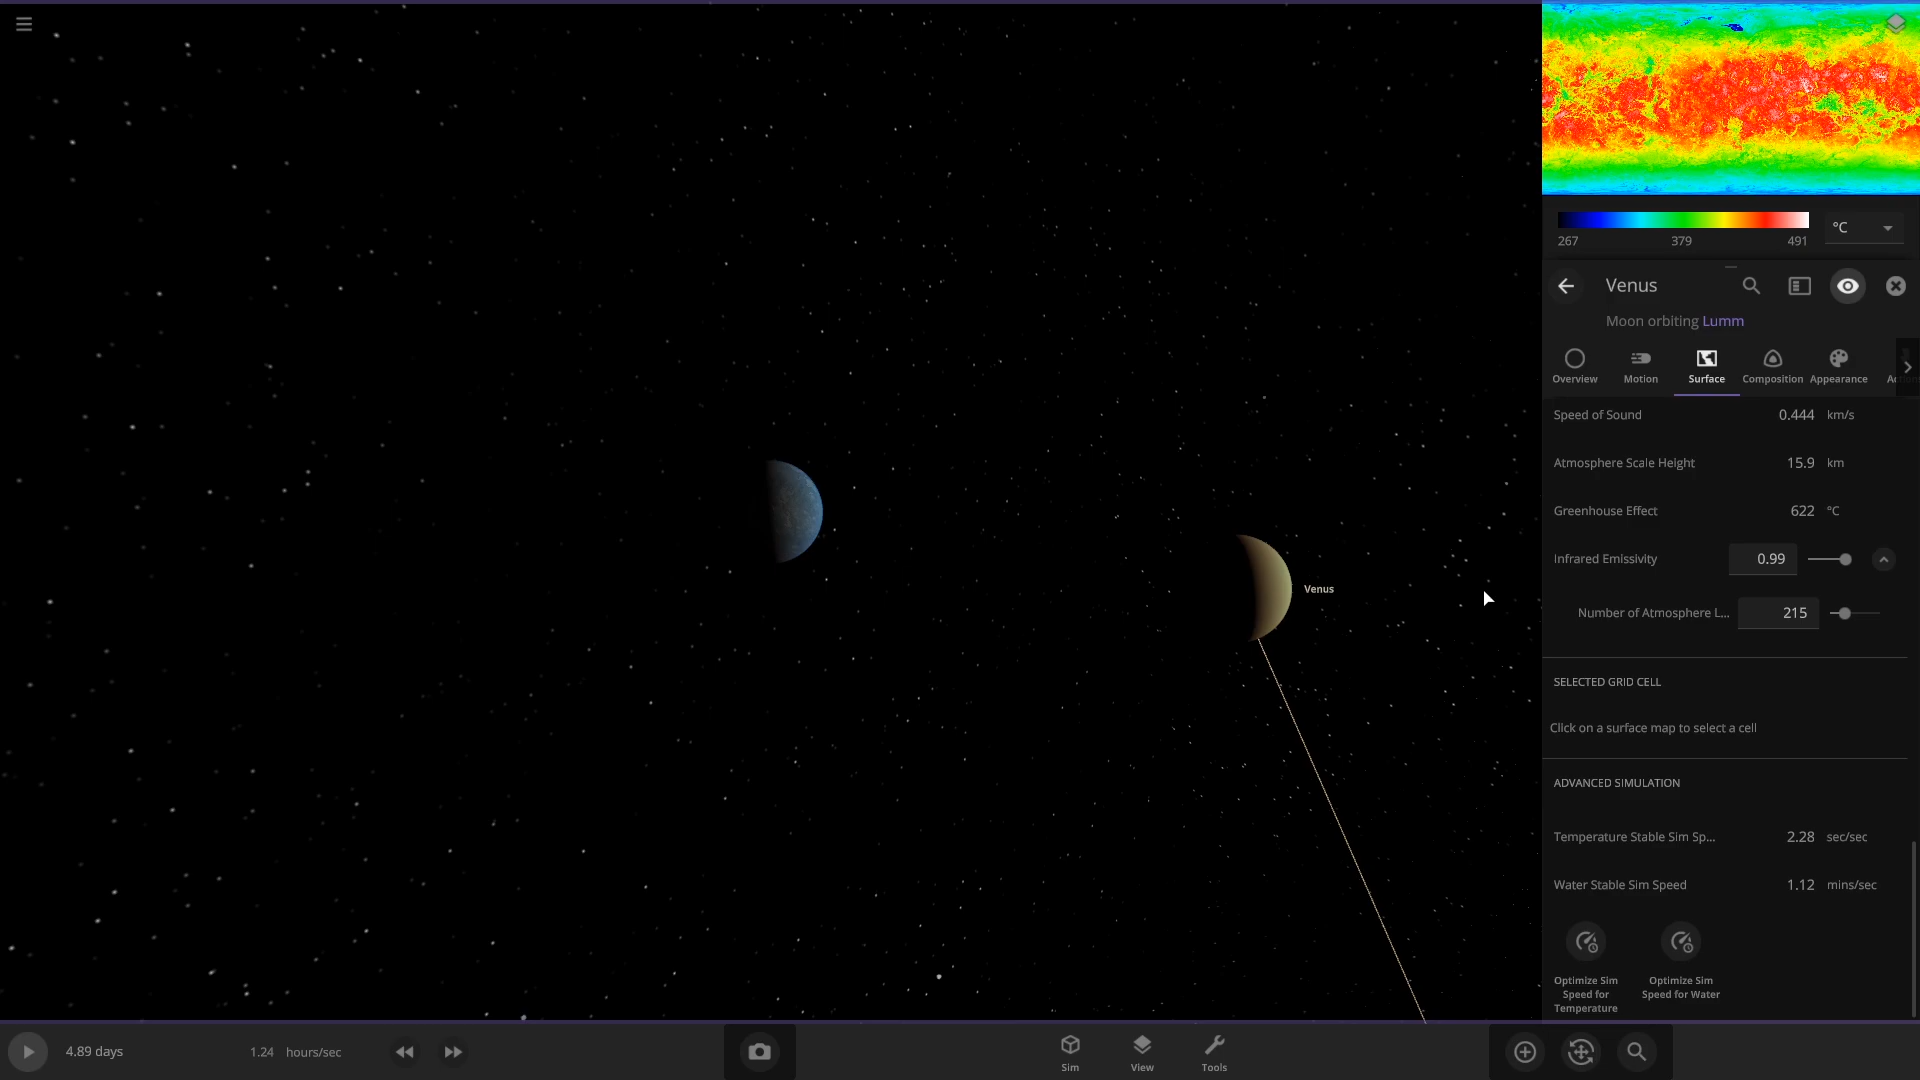 °C
267 379 491
Venus
Moon orbiting Lumm
Overview Motion Surface Composition Appearance
Speed of Sound 0.444 km/s
Atmosphere Scale Height 15.9 km
Greenhouse Effect 622 °C
Infrared Emissivity 0.99
Venus
Number of Atmosphere L... 215
SELECTED GRID CELL
Click on a surface map to select a cell
ADVANCED SIMULATION
Temperature Stable Sim Sp... 2.28 sec/sec
Water Stable Sim Speed 1.12 mins/sec
Optimize Sim Speed for Temperature
Optimize Sim Speed for Water
4.89 days 1.24 hours/sec
Sim View Tools